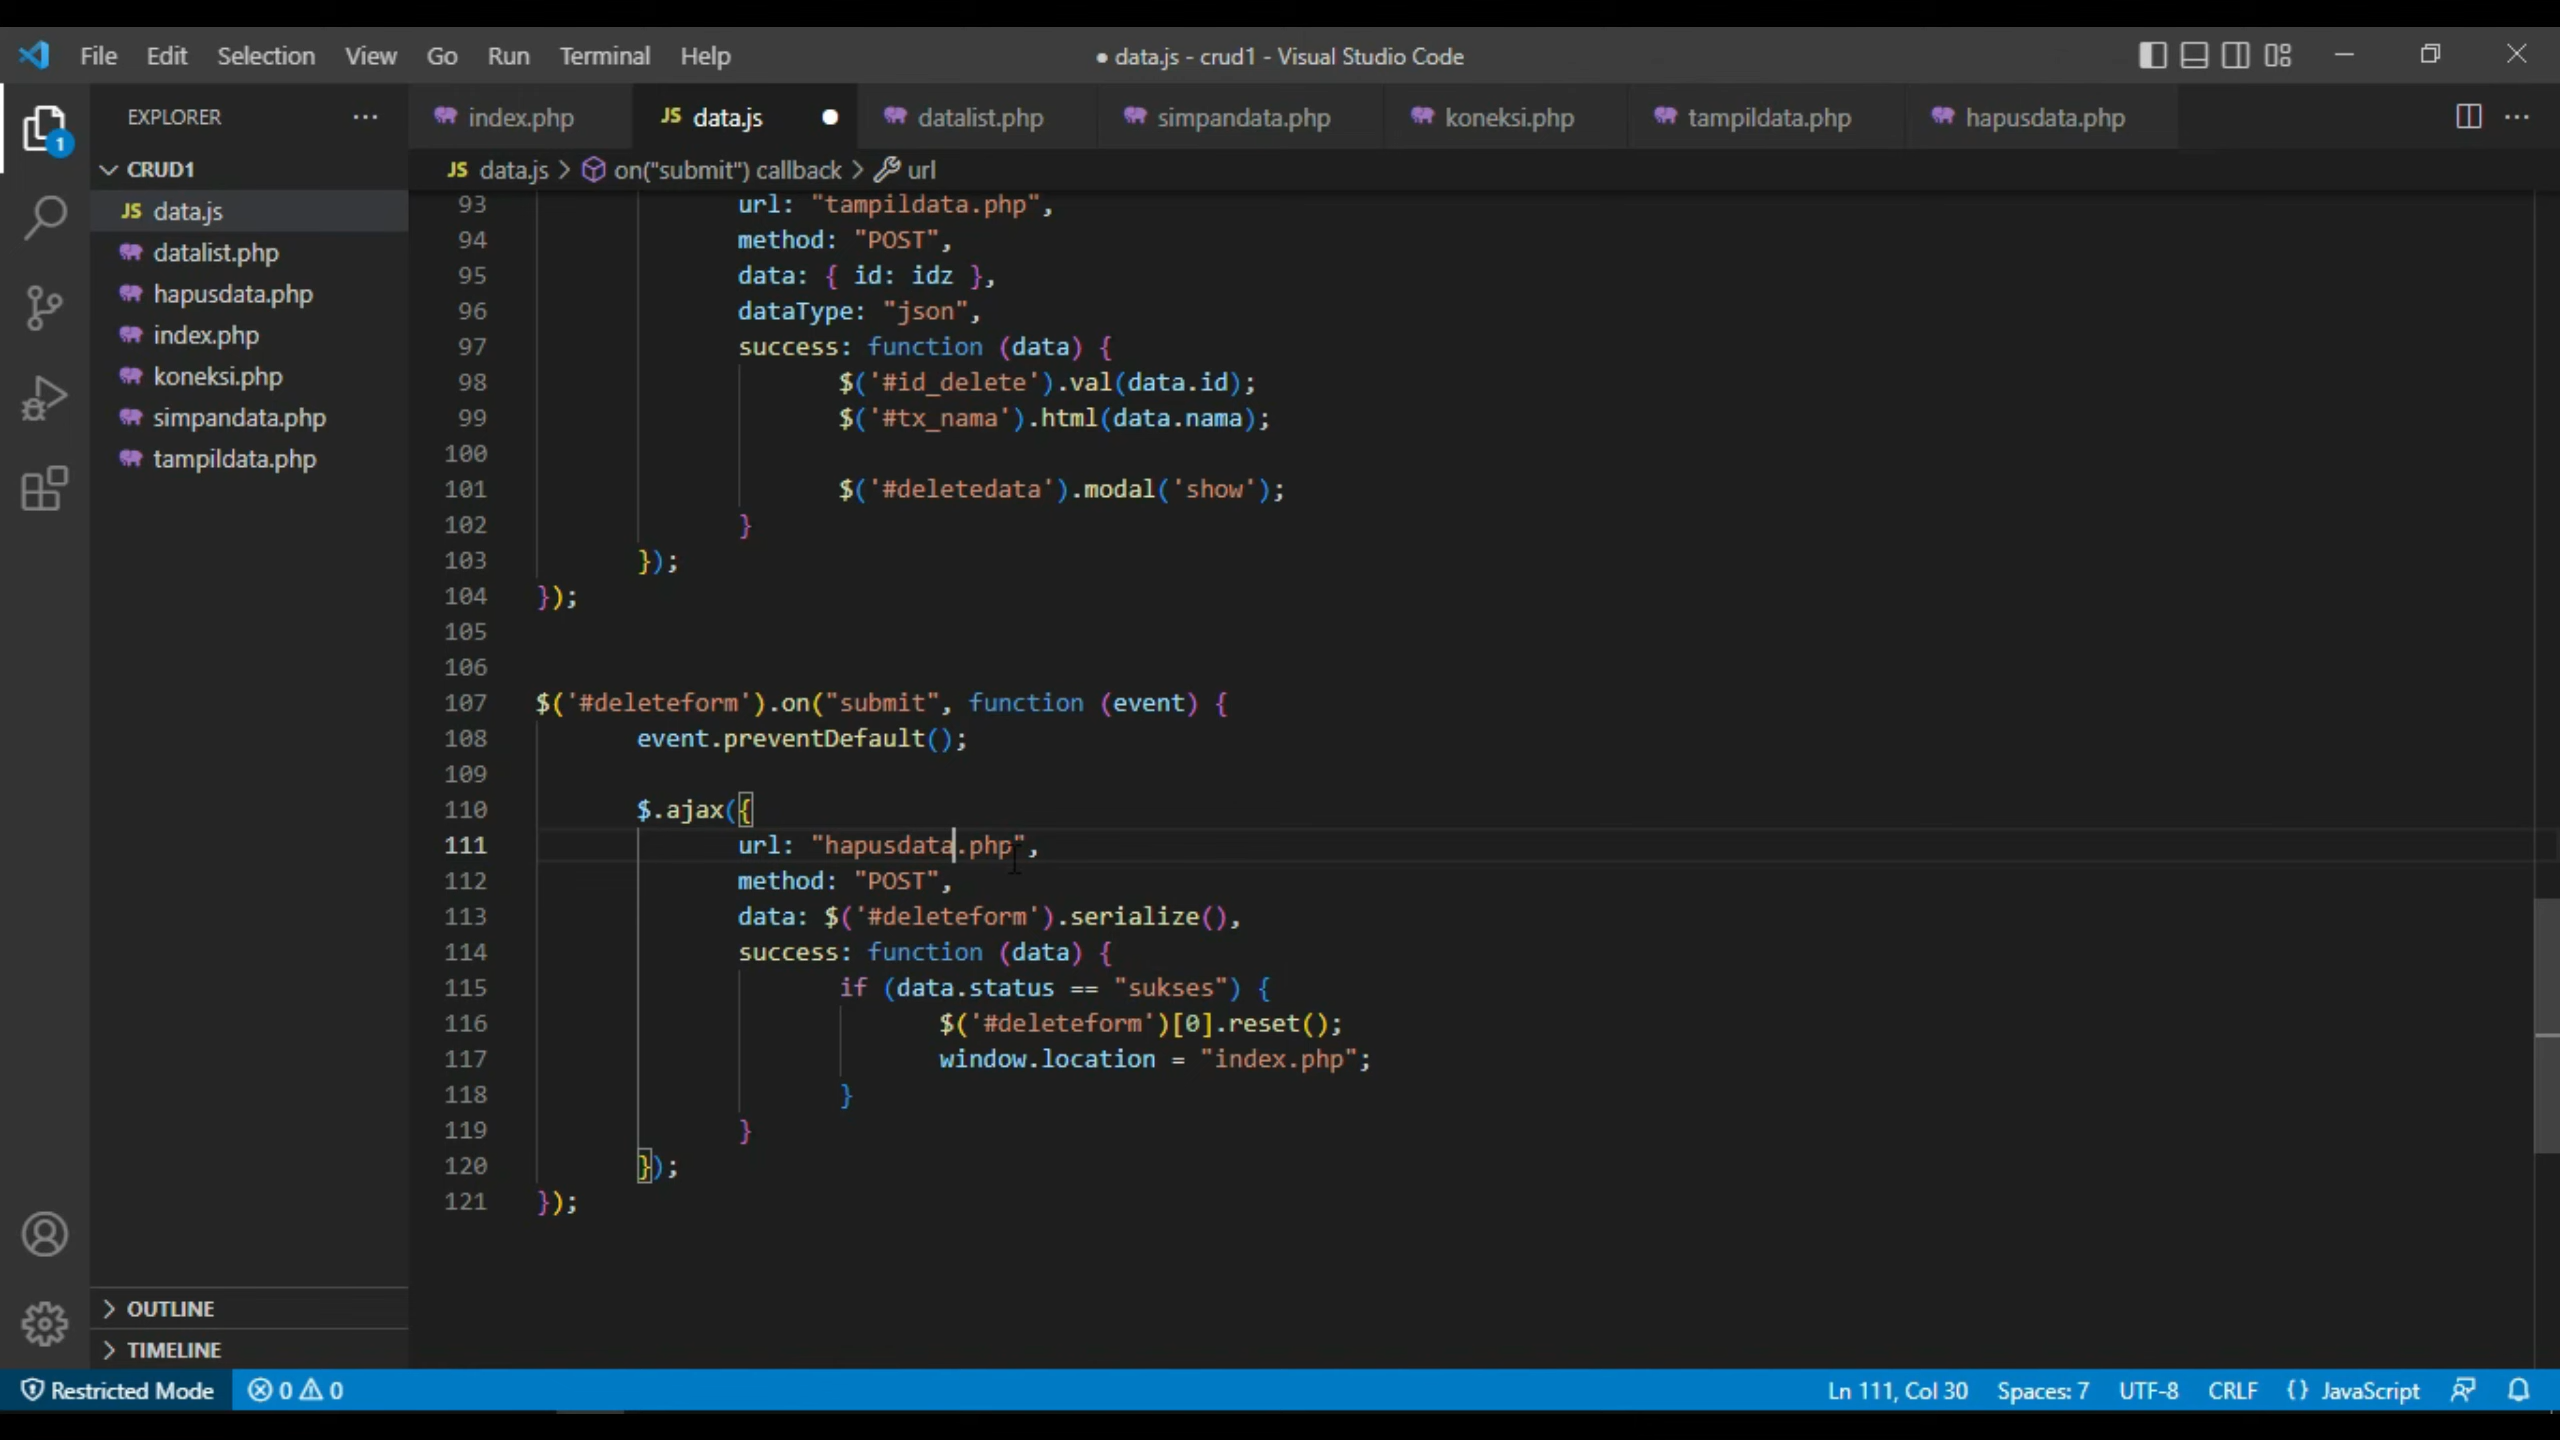 File Edit Selection View Go Run Terminal Help
● data.js - crud1 - Visual Studio Code
EXPLORER ···
1
CRUD1
JS data.js
datalist.php
hapusdata.php
index.php
koneksi.php
simpandata.php
tampildata.php
OUTLINE
TIMELINE
index.php JS data.js datalist.php simpandata.php koneksi.php tampildata.php hapusdata.php
JS data.js > on("submit") callback > url
93 url: "tampildata.php",
94 method: "POST",
95 data: { id: idz },
96 dataType: "json",
97 success: function (data) {
98 $('#id_delete').val(data.id);
99 $('#tx_nama').html(data.nama);
100
101 $('#deletedata').modal('show');
102 }
103 });
104 });
105
106
107 $('#deleteform').on("submit", function (event) {
108 event.preventDefault();
109
110 $.ajax({
111 url: "hapusdata.php",
112 method: "POST",
113 data: $('#deleteform').serialize(),
114 success: function (data) {
115 if (data.status == "sukses") {
116 $('#deleteform')[0].reset();
117 window.location = "index.php";
118 }
119 }
120 });
121 });
Restricted Mode 0 0 Ln 111, Col 30 Spaces: 7 UTF-8 CRLF {} JavaScript